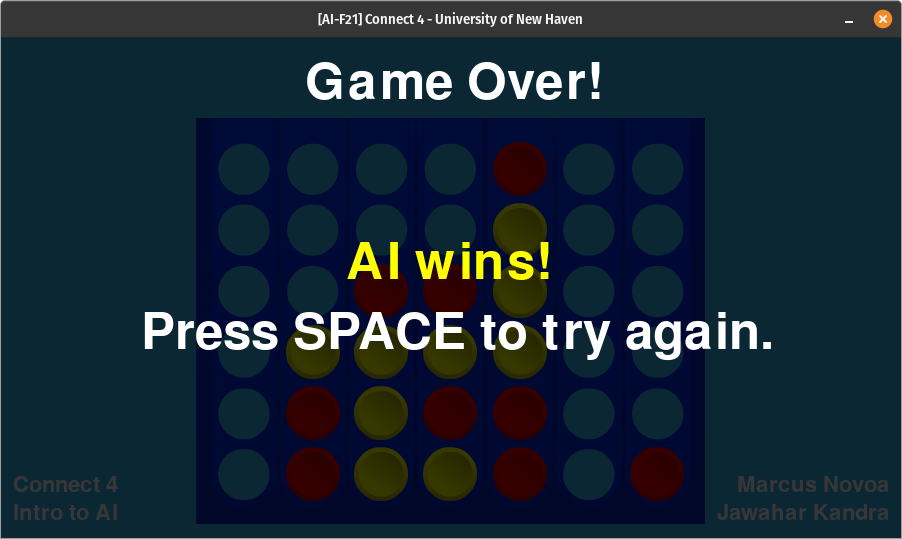 [AI-F21] Connect 4 - University of New Haven
Game Over!
AI wins!
Press SPACE to try again.
Connect 4
Intro to AI
Marcus Novoa
Jawahar Kandra